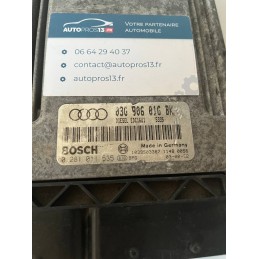 AUTOPROS13.FR
VOTRE PARTENAIRE
AUTOMOBILE
06 64 29 40 37
contact@autopros13.fr
autopros13.fr
03G 906 016 BK
BOSCH
Made in Germany
0 281 011 535